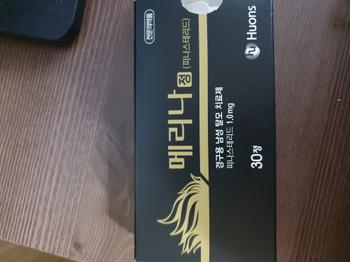 전문의약품
Huons
메리나정
(피나스테리드)
경구용 남성 탈모 치료제
피나스테리드 1.0mg
30정